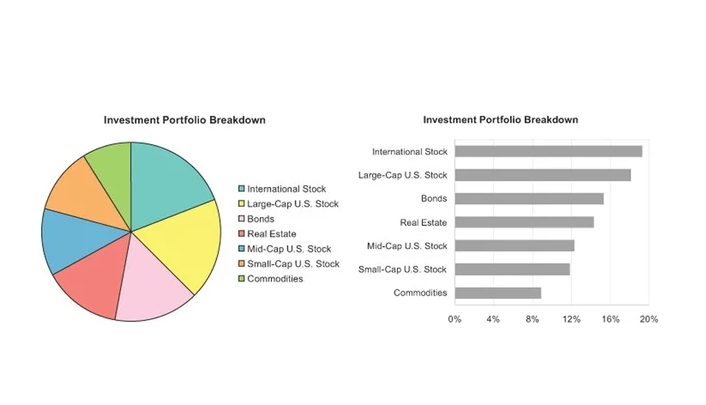 Investment Portfolio Breakdown
International Stock
Large-Cap U.S. Stock
Bonds
Real Estate
Mid-Cap U.S. Stock
Small-Cap U.S. Stock
Commodities
Investment Portfolio Breakdown
International Stock
Large-Cap U.S. Stock
Bonds
Real Estate
Mid-Cap U.S. Stock
Small-Cap U.S. Stock
Commodities
0% 4% 8% 12% 16% 20%